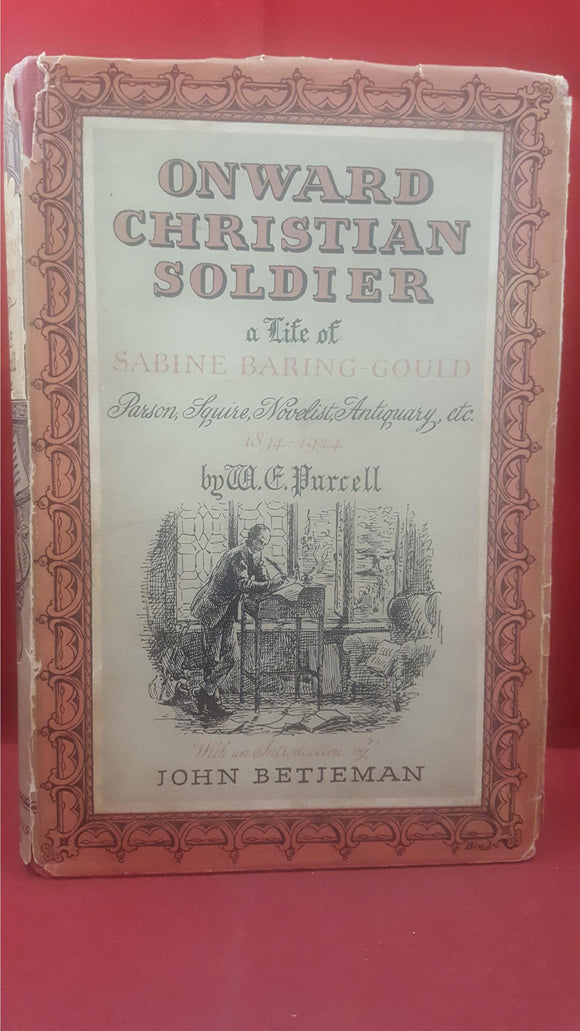 ONWARD
CHRISTIAN
SOLDIER
a Life of
SABINE BARING-GOULD
Parson, Squire, Novelist, Antiquary, etc.
1834-1924
by W. E. Purcell
With an Introduction by
JOHN BETJEMAN